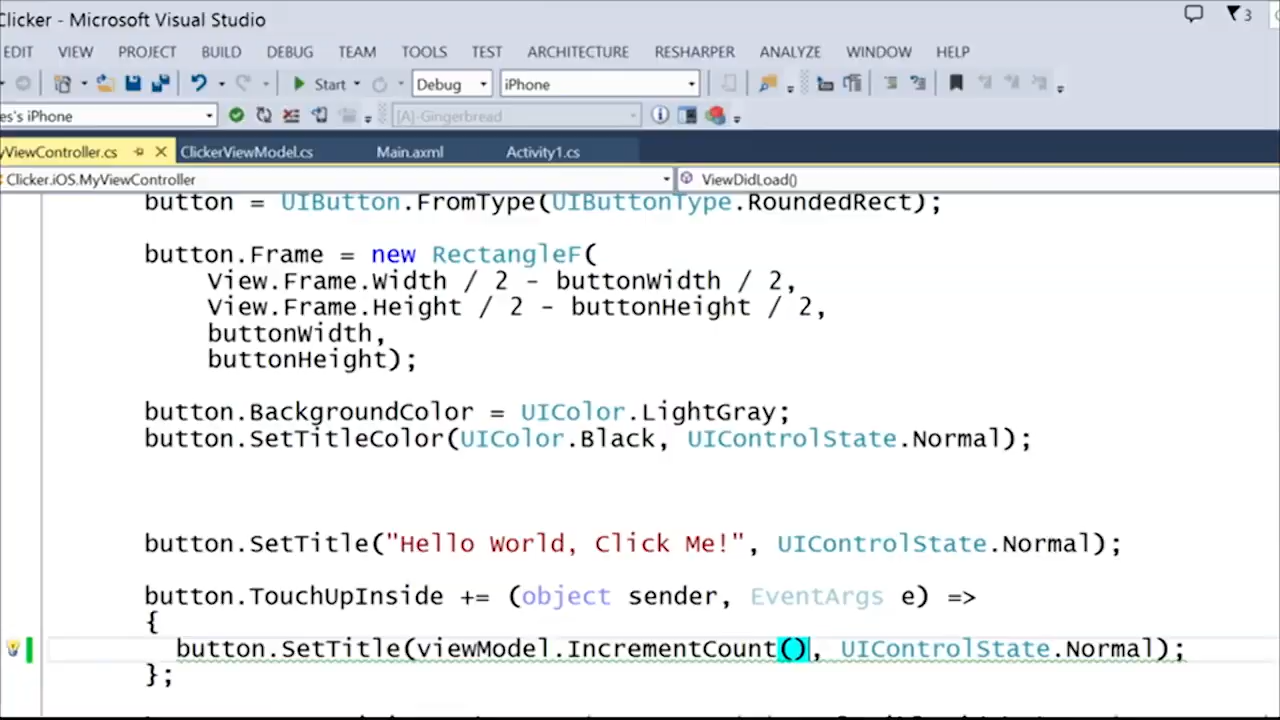 Clicker - Microsoft Visual Studio
3
EDIT VIEW PROJECT BUILD DEBUG TEAM TOOLS TEST ARCHITECTURE RESHARPER ANALYZE WINDOW HELP
Start Debug iPhone
es's iPhone [A]-Gingerbread
yViewController.cs ClickerViewModel.cs Main.axml Activity1.cs
Clicker.iOS.MyViewController ViewDidLoad()
button = UIButton.FromType(UIButtonType.RoundedRect);
button.Frame = new RectangleF(
View.Frame.Width / 2 - buttonWidth / 2,
View.Frame.Height / 2 - buttonHeight / 2,
buttonWidth,
buttonHeight);
button.BackgroundColor = UIColor.LightGray;
button.SetTitleColor(UIColor.Black, UIControlState.Normal);
button.SetTitle("Hello World, Click Me!", UIControlState.Normal);
button.TouchUpInside += (object sender, EventArgs e) =>
{
button.SetTitle(viewModel.IncrementCount(), UIControlState.Normal);
};